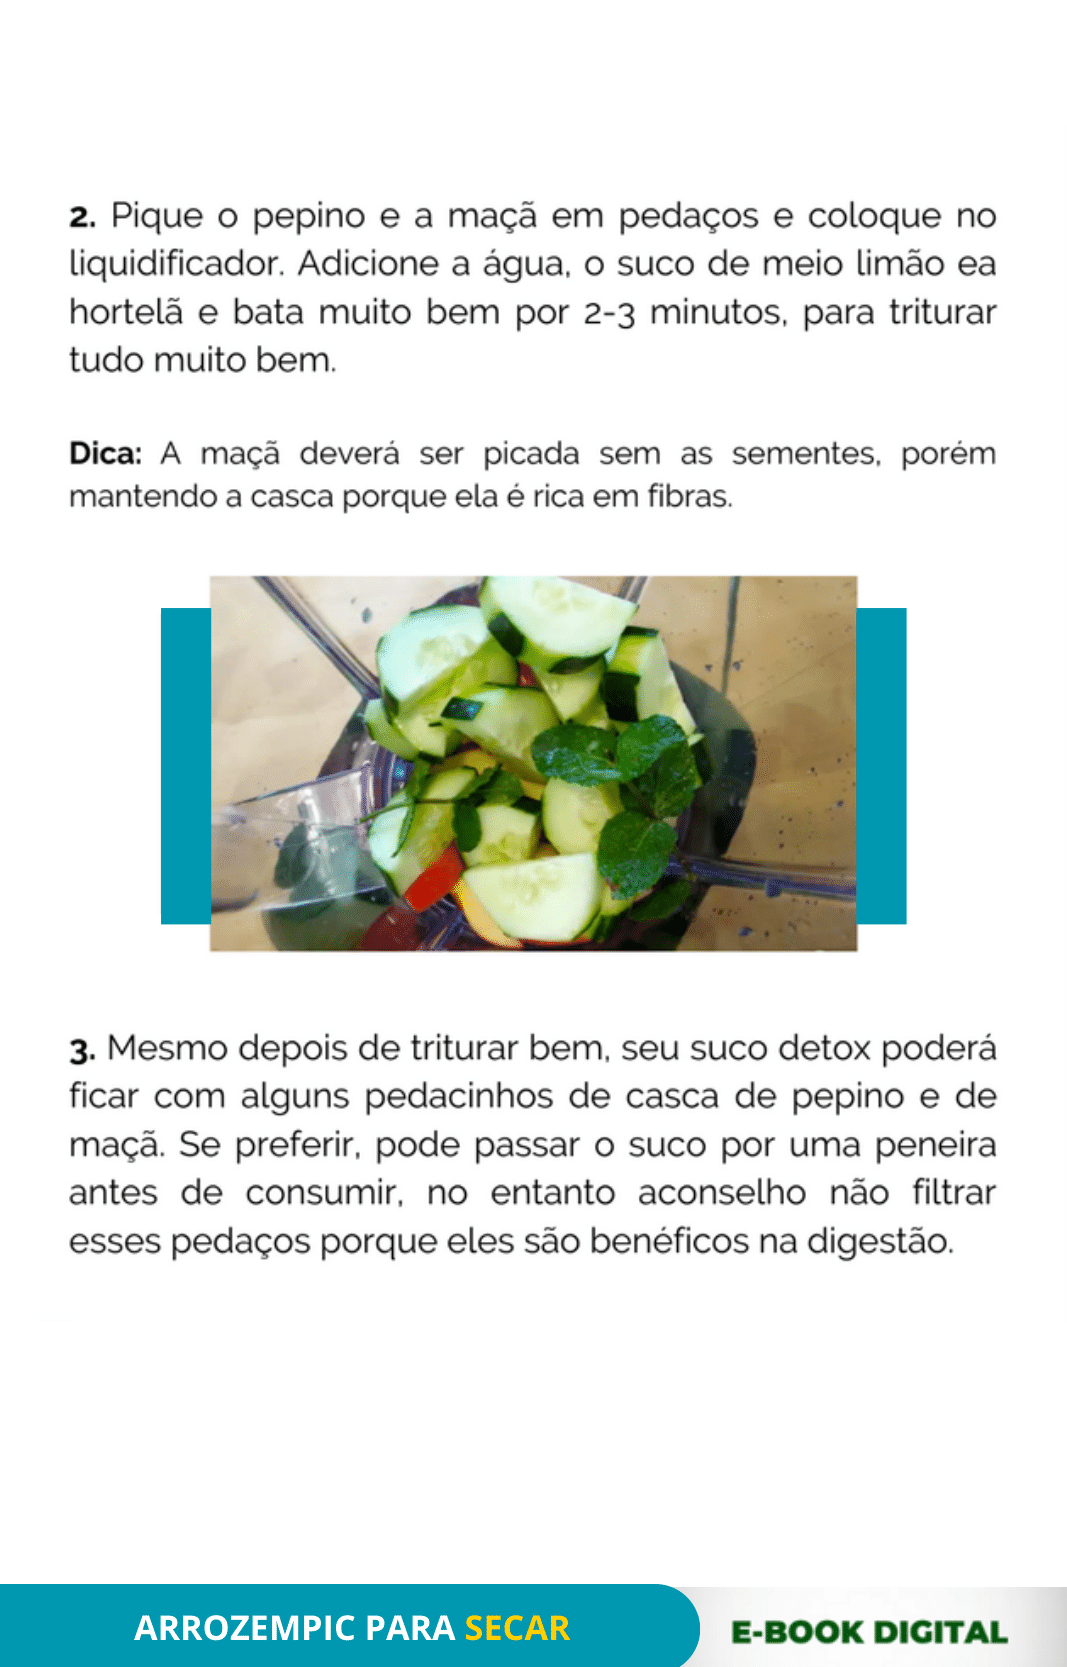 2. Pique o pepino e a maçã em pedaços e coloque no
liquidificador. Adicione a água, o suco de meio limão ea
hortelã e bata muito bem por 2-3 minutos, para triturar
tudo muito bem.
Dica: A maçã deverá ser picada sem as sementes, porém
mantendo a casca porque ela é rica em fibras.
3. Mesmo depois de triturar bem, seu suco detox poderá
ficar com alguns pedacinhos de casca de pepino e de
maçã. Se preferir, pode passar o suco por uma peneira
antes de consumir, no entanto aconselho não filtrar
esses pedaços porque eles são benéficos na digestão.
ARROZEMPIC PARA SECAR
E-BOOK DIGITAL